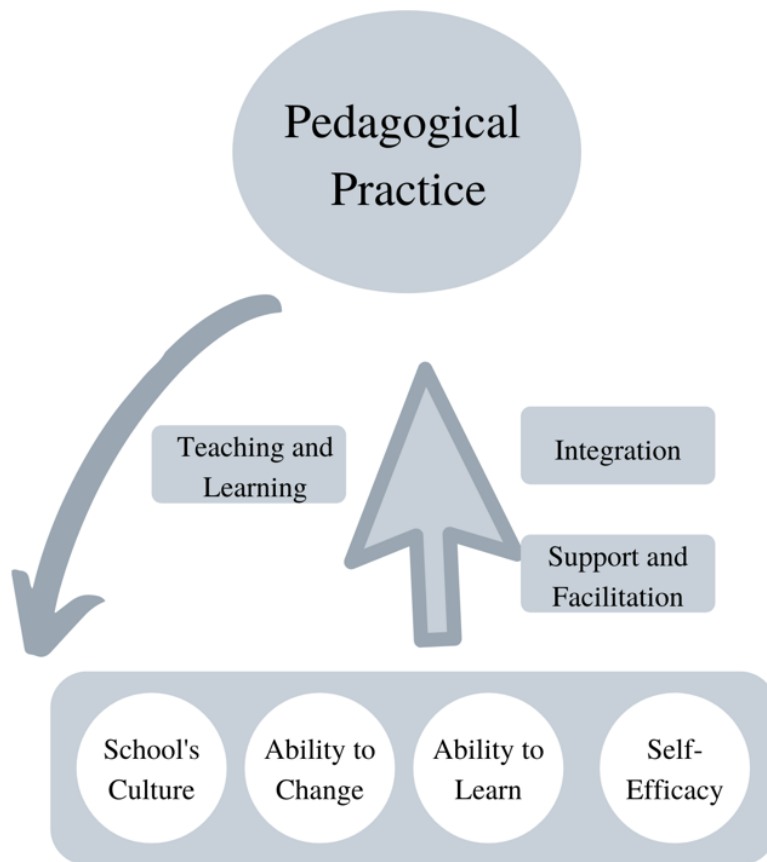 Pedagogical
Practice
Teaching and
Learning
Integration
Support and
Facilitation
School's
Culture
Ability to
Change
Ability to
Learn
Self-
Efficacy